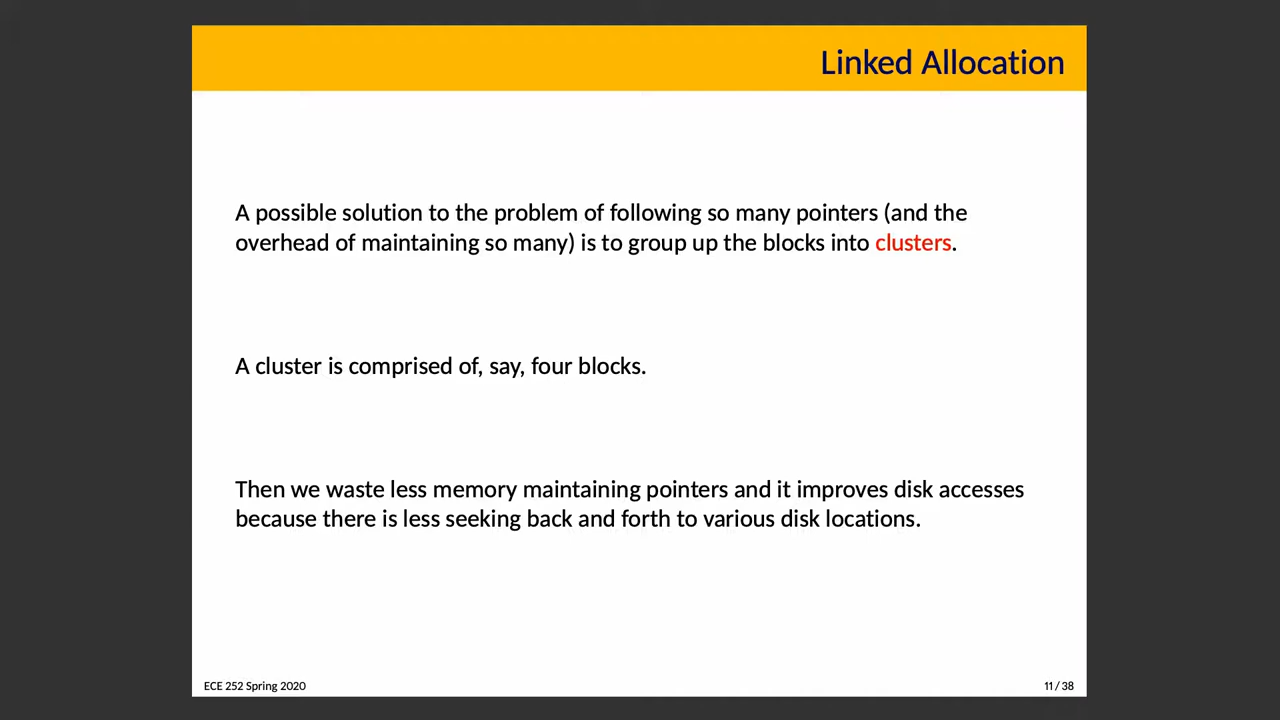 Linked Allocation
A possible solution to the problem of following so many pointers (and the
overhead of maintaining so many) is to group up the blocks into clusters.
A cluster is comprised of, say, four blocks.
Then we waste less memory maintaining pointers and it improves disk accesses
because there is less seeking back and forth to various disk locations.
ECE 252 Spring 2020
11 / 38